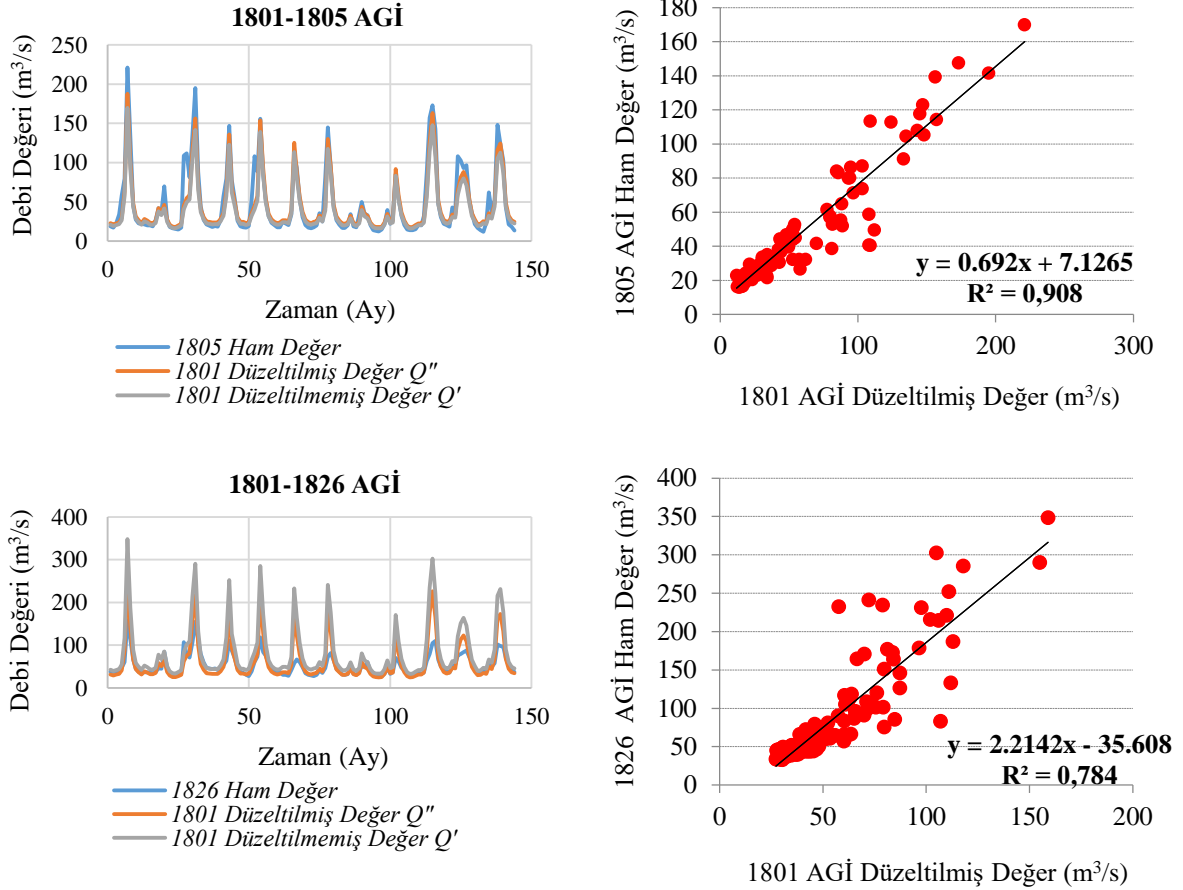 1801-1805 AGİ
Debi Değeri (m³/s)
250
200
150
100
50
0
0
50
100
150
Zaman (Ay)
1805 Ham Değer
1801 Düzeltilmiş Değer Q"
1801 Düzeltilmemiş Değer Q'
1805 AGİ Ham Değer (m³/s)
180
160
140
120
100
80
60
40
20
0
y = 0.692x + 7.1265
R² = 0,908
0
100
200
300
1801 AGİ Düzeltilmiş Değer (m³/s)
1801-1826 AGİ
Debi Değeri (m³/s)
400
300
200
100
0
0
50
100
150
Zaman (Ay)
1826 Ham Değer
1801 Düzeltilmiş Değer Q"
1801 Düzeltilmemiş Değer Q'
1826 AGİ Ham Değer (m³/s)
400
350
300
250
200
150
100
50
0
y = 2.2142x - 35.608
R² = 0,784
0
50
100
150
200
1801 AGİ Düzeltilmiş Değer (m³/s)